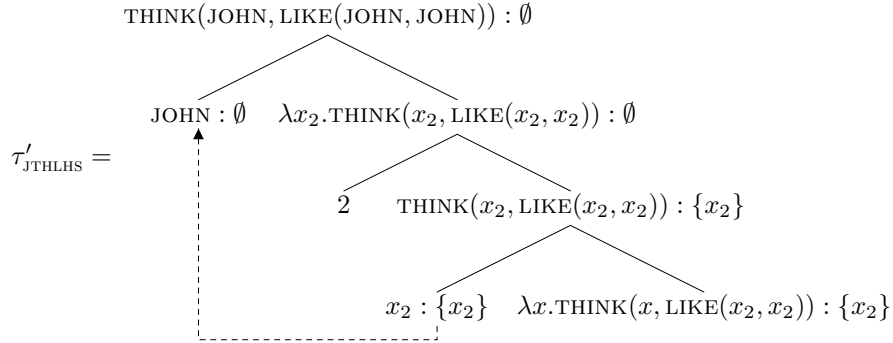 THINK(JOHN, LIKE(JOHN, JOHN)) : ∅
JOHN : ∅ λx₂.THINK(x₂, LIKE(x₂, x₂)) : ∅
τ′JTHLHS =
2 THINK(x₂, LIKE(x₂, x₂)) : {x₂}
x₂ : {x₂} λx.THINK(x, LIKE(x₂, x₂)) : {x₂}